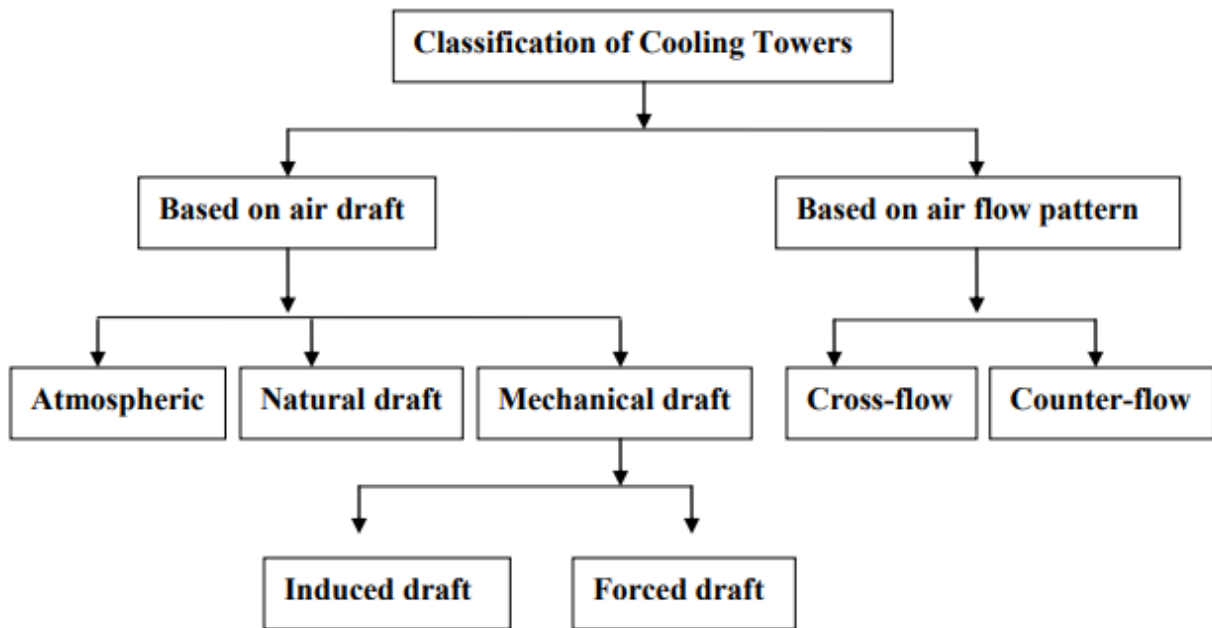 Classification of Cooling Towers
Based on air draft
Based on air flow pattern
Atmospheric
Natural draft
Mechanical draft
Cross-flow
Counter-flow
Induced draft
Forced draft